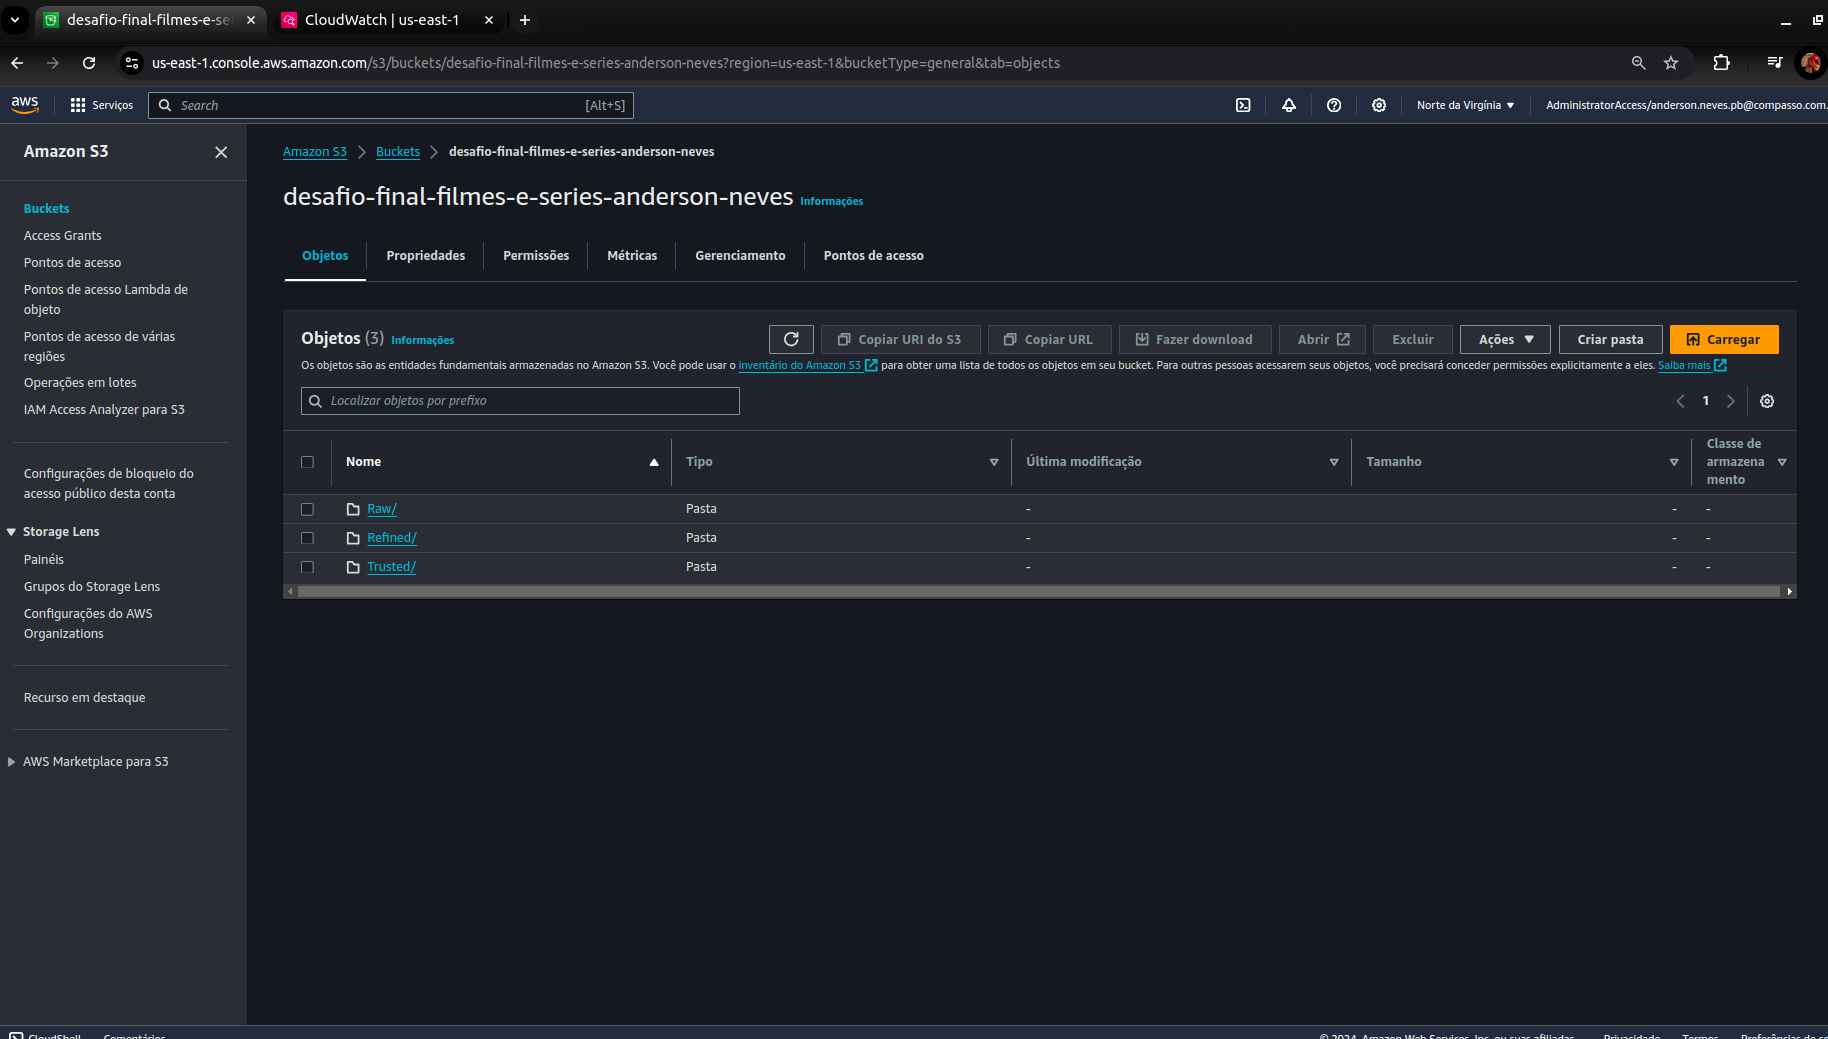 desafio-final-filmes-e-se
CloudWatch | us-east-1
us-east-1.console.aws.amazon.com/s3/buckets/desafio-final-filmes-e-series-anderson-neves?region=us-east-1&bucketType=general&tab=objects
aws
Serviços
Search
[Alt+S]
Norte da Virgínia
AdministratorAccess/anderson.neves.pb@compasso.com.
Amazon S3
Buckets
Access Grants
Pontos de acesso
Pontos de acesso Lambda de
objeto
Pontos de acesso de várias
regiões
Operações em lotes
IAM Access Analyzer para S3
Configurações de bloqueio do
acesso público desta conta
Storage Lens
Painéis
Grupos do Storage Lens
Configurações do AWS
Organizations
Recurso em destaque
AWS Marketplace para S3
Amazon S3 > Buckets > desafio-final-filmes-e-series-anderson-neves
desafio-final-filmes-e-series-anderson-neves Informações
Objetos
Propriedades
Permissões
Métricas
Gerenciamento
Pontos de acesso
Objetos (3) Informações
Copiar URI do S3
Copiar URL
Fazer download
Abrir
Excluir
Ações
Criar pasta
Carregar
Os objetos são as entidades fundamentais armazenadas no Amazon S3. Você pode usar o inventário do Amazon S3 para obter uma lista de todos os objetos em seu bucket. Para outras pessoas acessarem seus objetos, você precisará conceder permissões explicitamente a eles. Saiba mais
Localizar objetos por prefixo
1
Nome
Tipo
Última modificação
Tamanho
Classe de
armazena
mento
Raw/ Pasta - - -
Refined/ Pasta - - -
Trusted/ Pasta - - -
CloudShell
Comentários
© 2024, Amazon Web Services, Inc. ou suas afiliadas.
Privacidade
Termos
Preferências de co